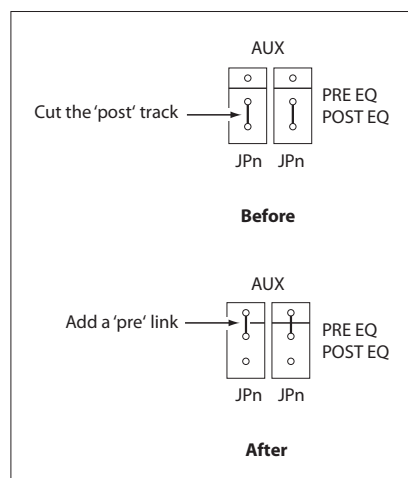 AUX
PRE EQ
Cut the ‘post‘ track
POST EQ
JPn JPn
Before
AUX
Add a ‘pre‘ link
PRE EQ
POST EQ
JPn JPn
After